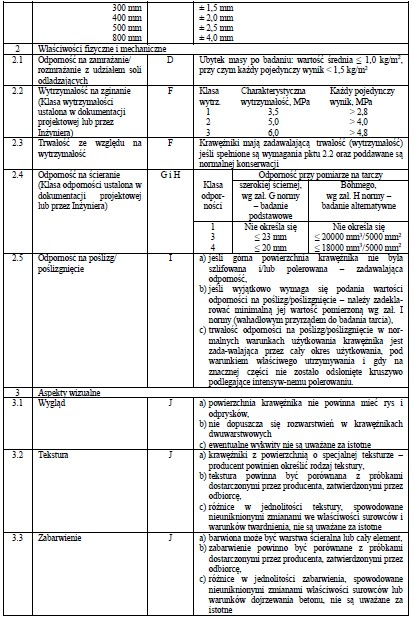 300 mm ± 1,5 mm
400 mm ± 2,0 mm
500 mm ± 2,5 mm
800 mm ± 4,0 mm
2 Właściwości fizyczne i mechaniczne
2.1 Odporność na zamrażanie/ D Ubytek masy po badaniu: wartość średnia ≤ 1,0 kg/m²,
rozmrażanie z udziałem soli przy czym każdy pojedynczy wynik < 1,5 kg/m²
odladzających
2.2 Wytrzymałość na zginanie F Klasa Charakterystyczna Każdy pojedynczy
(Klasa wytrzymałości wytrz. wytrzymałość, MPa wynik, MPa
ustalona w dokumentacji 1 3,5 > 2,8
projektowej lub przez 2 5,0 > 4,0
Inżyniera) 3 6,0 > 4,8
2.3 Trwałość ze względu na F Krawężniki mają zadawalającą trwałość (wytrzymałość)
wytrzymałość jeśli spełnione są wymagania pktu 2.2 oraz poddawane są
normalnej konserwacji
2.4 Odporność na ścieranie G i H Odporność przy pomiarze na tarczy
(Klasa odporności ustalona w Klasa szerokiej ściernej, Böhmego,
dokumentacji projektowej odpor- wg zał. G normy wg zał. H normy –
lub przez Inżyniera) ności – badanie badanie alternatywne
podstawowe
1 Nie określa się Nie określa się
3 ≤ 23 mm ≤ 20000 mm³/5000 mm²
4 ≤ 20 mm ≤ 18000 mm³/5000 mm²
2.5 Odporność na poślizg/ I a) jeśli górna powierzchnia krawężnika nie była
poślizgnięcie szlifowana i/lub polerowana – zadawalająca
odporność,
b) jeśli wyjątkowo wymaga się podania wartości
odporności na poślizg/poślizgnięcie – należy zadekla-
rować minimalną jej wartość pomierzoną wg zał. I
normy (wahadłowym przyrządem do badania tarcia),
c) trwałość odporności na poślizg/poślizgnięcie w nor-
malnych warunkach użytkowania krawężnika jest
zada-walająca przez cały okres użytkowania, pod
warunkiem właściwego utrzymywania i gdy na
znacznej części nie zostało odsłonięte kruszywo
podlegające intensyw-nemu polerowaniu.
3 Aspekty wizualne
3.1 Wygląd J a) powierzchnia krawężnika nie powinna mieć rys i
odprysków,
b) nie dopuszcza się rozwarstwień w krawężnikach
dwuwarstwowych
c) ewentualne wykwity nie są uważane za istotne
3.2 Tekstura J a) krawężniki z powierzchnią o specjalnej teksturze –
producent powinien określić rodzaj tekstury,
b) tekstura powinna być porównana z próbkami
dostarczonymi przez producenta, zatwierdzonymi przez
odbiorcę,
c) różnice w jednolitości tekstury, spowodowane
nieuniknionymi zmianami we właściwości surowców i
warunków twardnienia, nie są uważane za istotne
3.3 Zabarwienie J a) barwiona może być warstwa ścieralna lub cały element,
b) zabarwienie powinno być porównane z próbkami
dostarczonymi przez producenta, zatwierdzonymi przez
odbiorcę,
c) różnice w jednolitości zabarwienia, spowodowane
nieuniknionymi zmianami właściwości surowców lub
warunków dojrzewania betonu, nie są uważane za
istotne